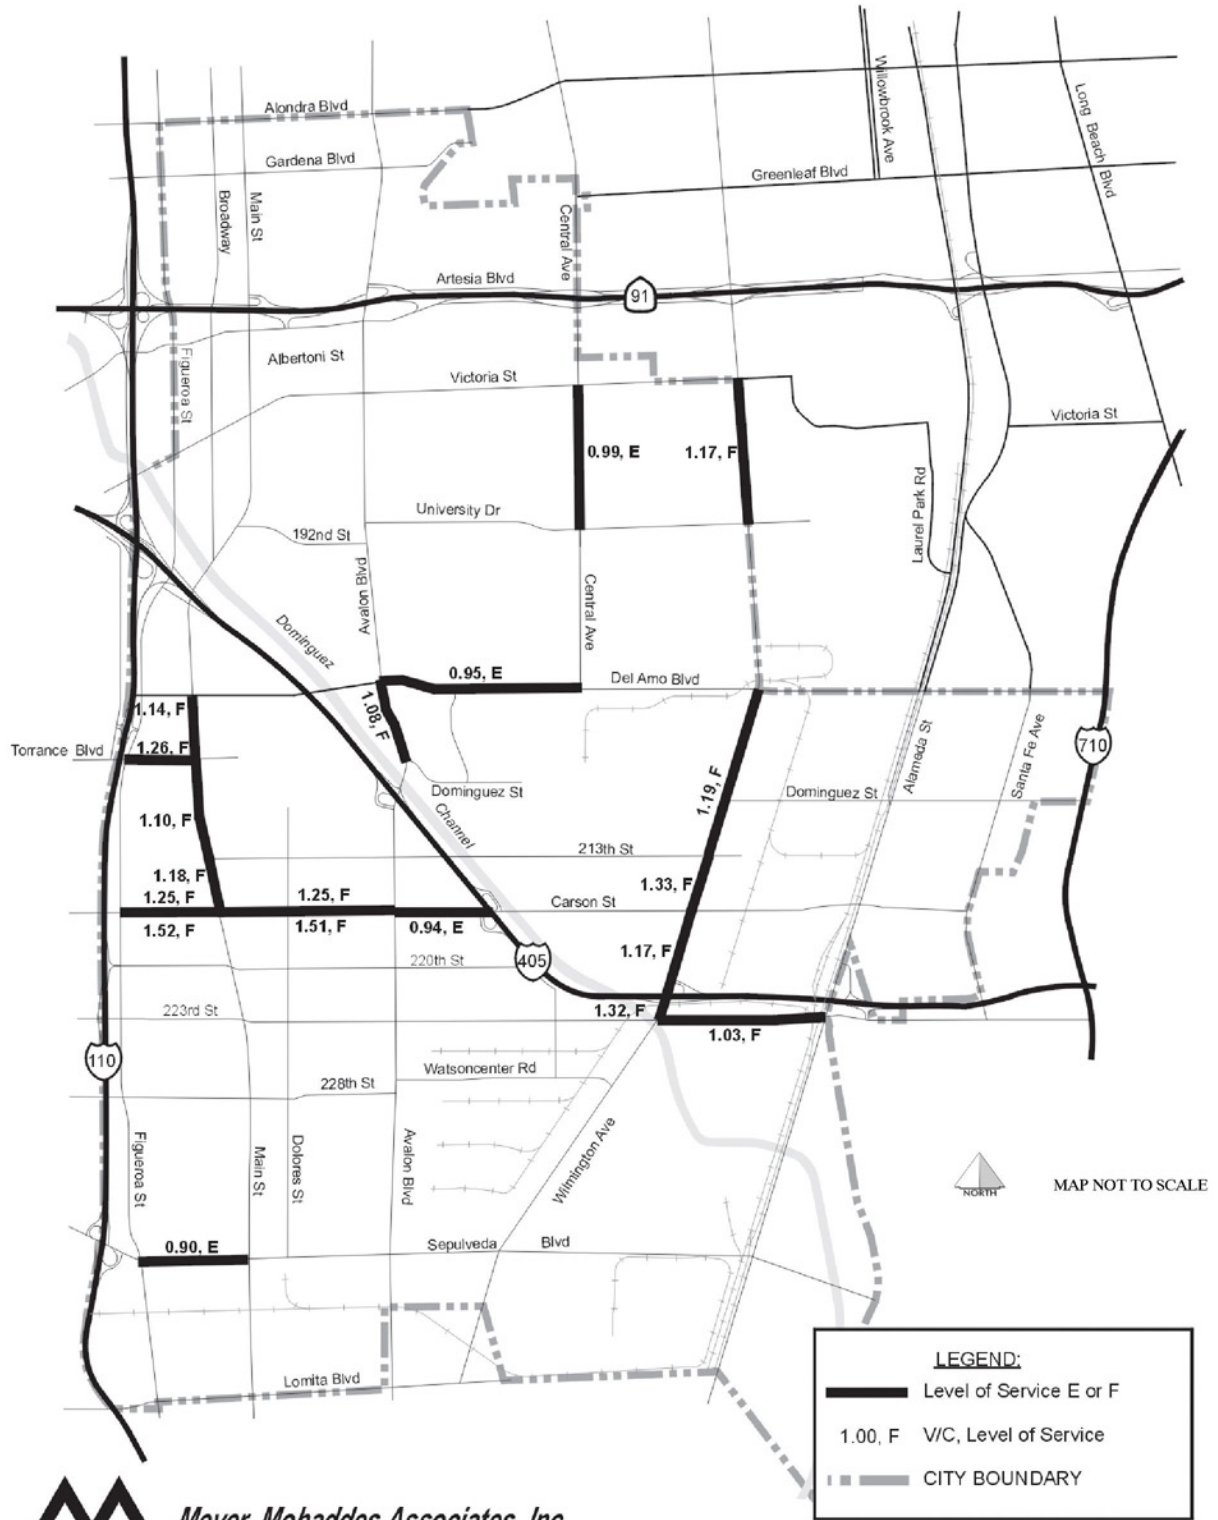 Alondra Blvd
Gardena Blvd
Willowbrook Ave
Long Beach Blvd
Greenleaf Blvd
Broadway
Main St
Central Ave
Artesia Blvd
91
Albertoni St
Figueroa St
Victoria St
Victoria St
0.99, E
1.17, F
Laurel Park Rd
University Dr
192nd St
Avalon Blvd
Central Ave
Dominguez
0.95, E
Del Amo Blvd
1.14, F
1.08, F
Torrance Blvd
1.26, F
Alameda St
Santa Fe Ave
710
1.19, F
Dominguez St
Dominguez St
Channel
1.10, F
213th St
1.18, F
1.33, F
1.25, F
1.25, F
Carson St
1.52, F
1.51, F
0.94, E
1.17, F
220th St
405
223rd St
1.32, F
1.03, F
110
Watsoncenter Rd
228th St
Figueroa St
Main St
Dolores St
Avalon Blvd
Wilmington Ave
NORTH
MAP NOT TO SCALE
0.90, E
Sepulveda Blvd
Lomita Blvd
LEGEND:
Level of Service E or F
1.00, F V/C, Level of Service
CITY BOUNDARY
Meyer, Mohaddes Associates, Inc.